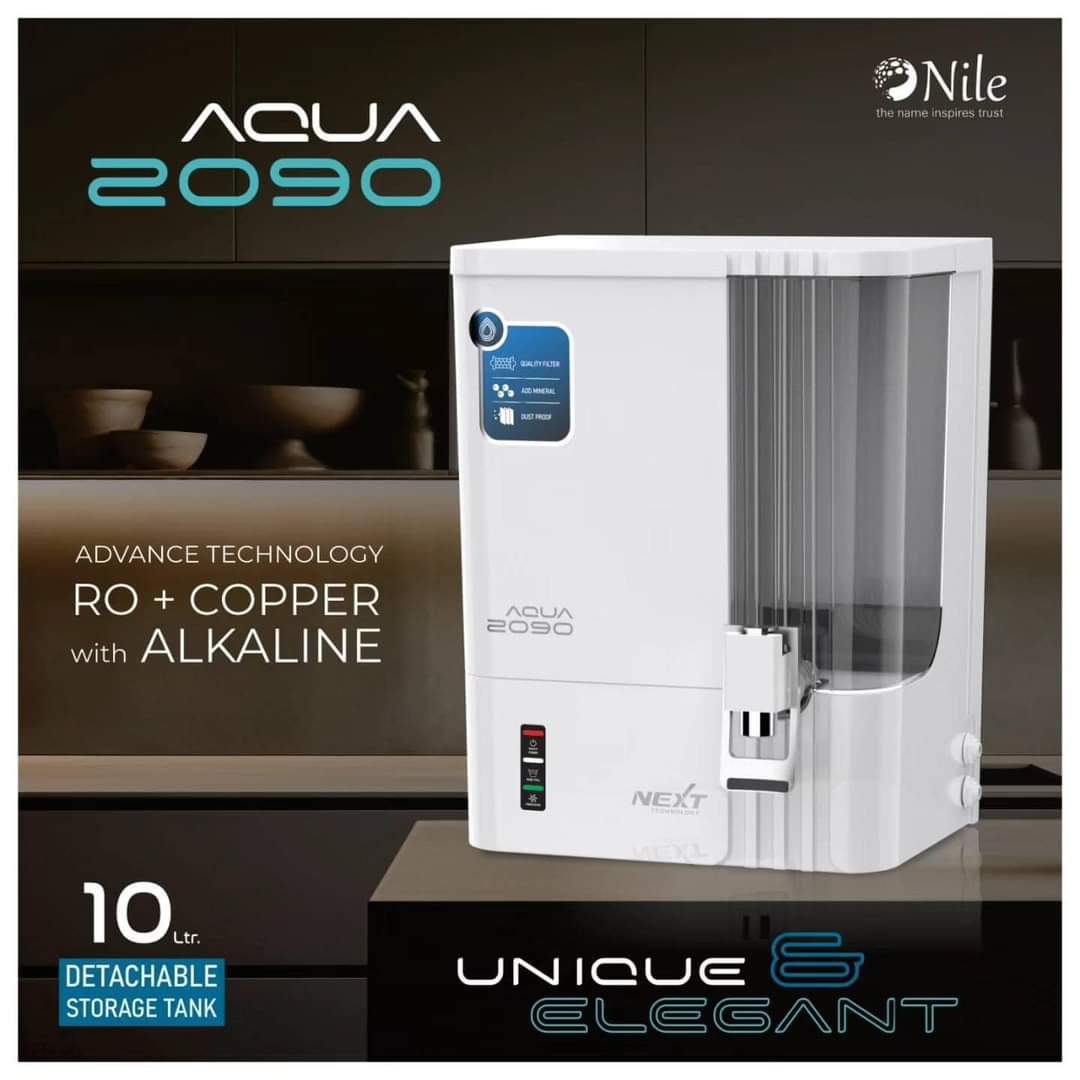 AQUA
2090
Nile
the name inspires trust
QUALITY FILTER
ADD MINERAL
DUST PROOF
ADVANCE TECHNOLOGY
RO + COPPER
with ALKALINE
AQUA
2090
NEXT
TECHNOLOGY
10 Ltr.
DETACHABLE
STORAGE TANK
UNIQUE &
ELEGANT